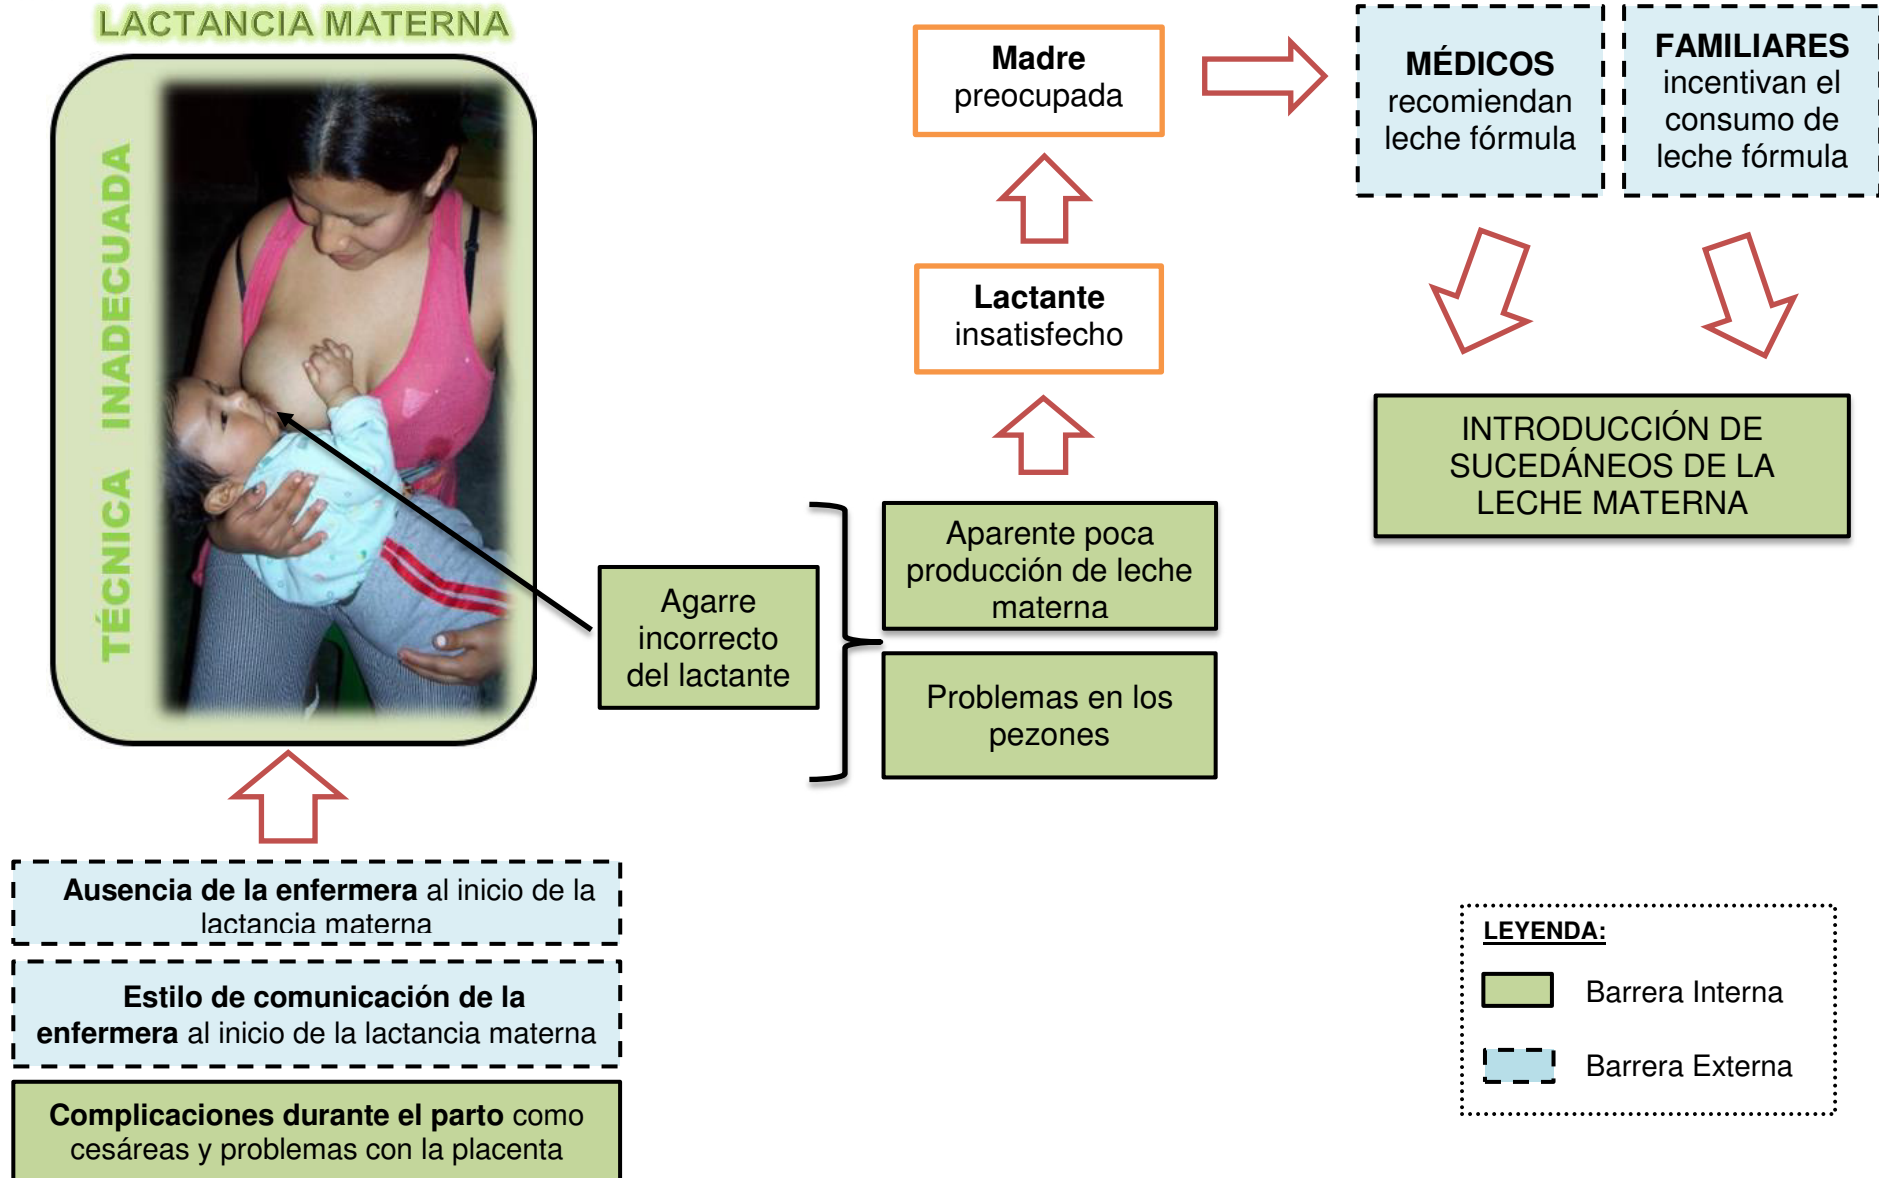 LACTANCIA MATERNA
TÉCNICA INADECUADA
Madre
preocupada
MÉDICOS
recomiendan
leche fórmula
FAMILIARES
incentivan el
consumo de
leche fórmula
Lactante
insatisfecho
INTRODUCCIÓN DE
SUCEDÁNEOS DE LA
LECHE MATERNA
Agarre
incorrecto
del lactante
Aparente poca
producción de leche
materna
Problemas en los
pezones
Ausencia de la enfermera al inicio de la
lactancia materna
Estilo de comunicación de la
enfermera al inicio de la lactancia materna
Complicaciones durante el parto como
cesáreas y problemas con la placenta
LEYENDA:
Barrera Interna
Barrera Externa